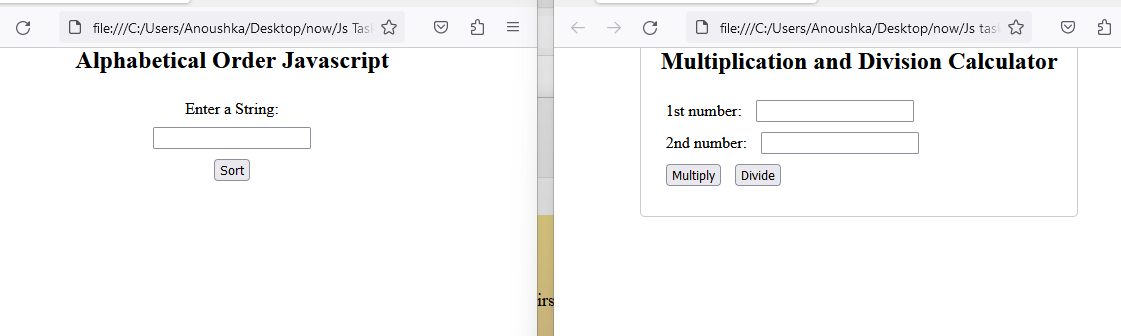 file:///C:/Users/Anoushka/Desktop/now/Js Tas
Alphabetical Order Javascript
Enter a String:
Sort
file:///C:/Users/Anoushka/Desktop/now/Js tas
Multiplication and Division Calculator
1st number:
2nd number:
Multiply Divide
irs